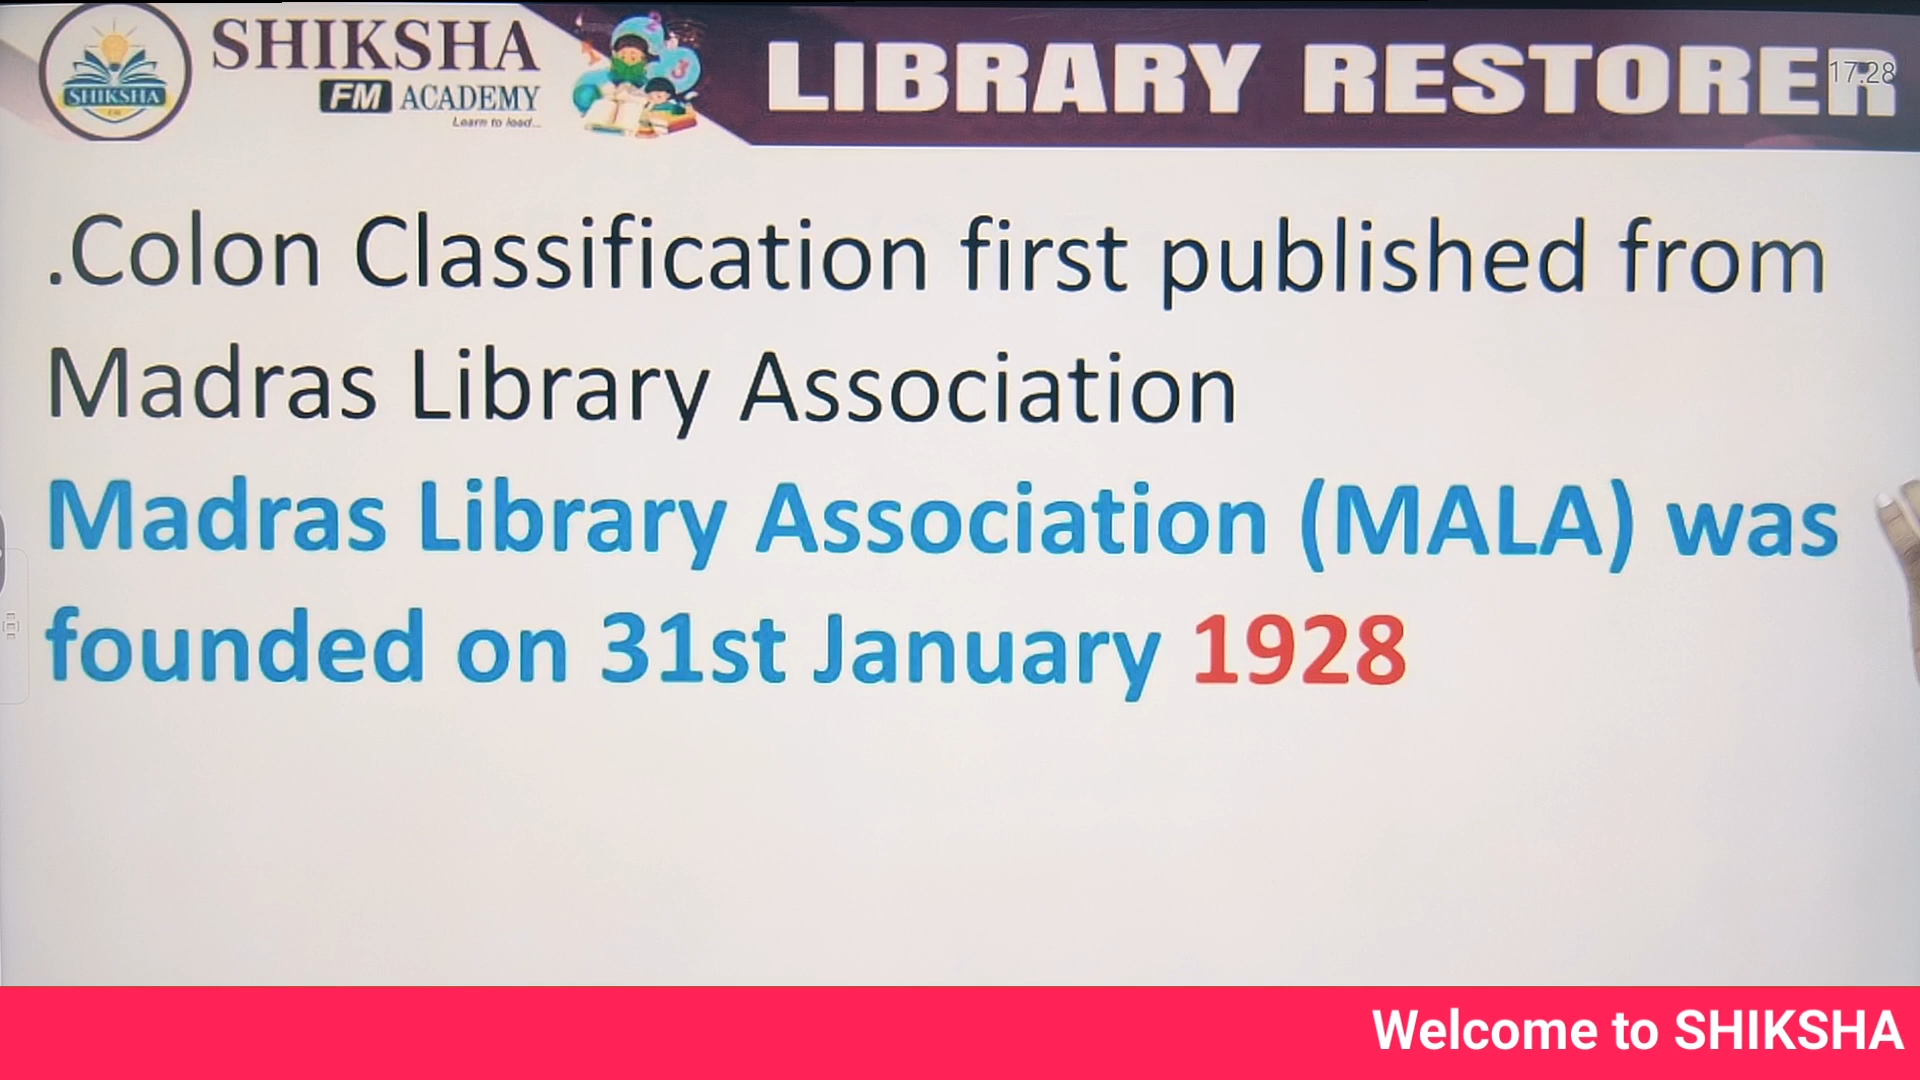 SHIKSHA
FM ACADEMY
Learn to lead...
SHIKSHA
LIBRARY RESTORER
17:28
.Colon Classification first published from
Madras Library Association
Madras Library Association (MALA) was
founded on 31st January 1928
Welcome to SHIKSHA